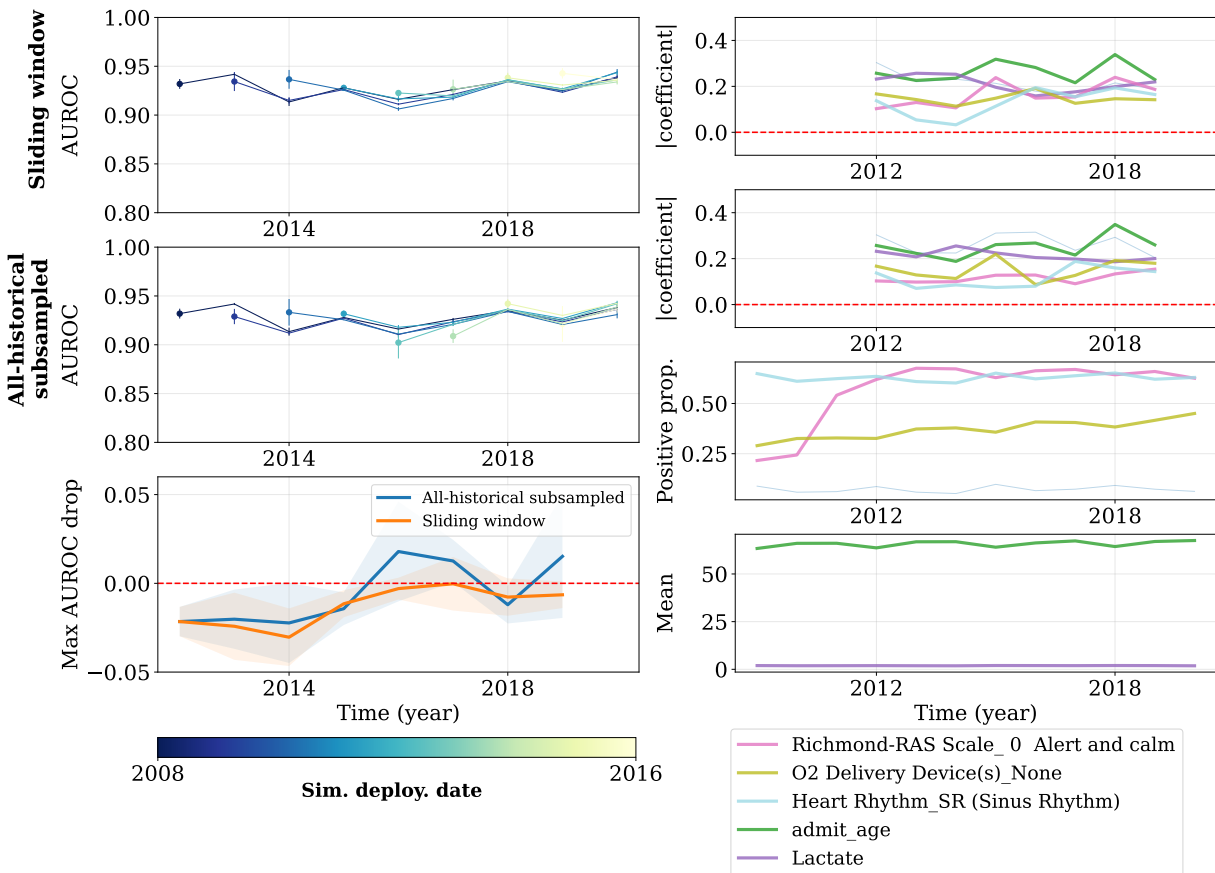 Sliding window
AUROC
1.00
0.95
0.90
0.85
0.80
2014
2018
All-historical
subsampled
AUROC
1.00
0.95
0.90
0.85
0.80
2014
2018
Max AUROC drop
0.05
0.00
−0.05
All-historical subsampled
Sliding window
2014
2018
Time (year)
2008
2016
Sim. deploy. date
|coefficient|
0.4
0.2
0.0
2012
2018
|coefficient|
0.4
0.2
0.0
2012
2018
Positive prop.
0.50
0.25
2012
2018
Mean
50
25
0
2012
2018
Time (year)
Richmond-RAS Scale_ 0  Alert and calm
O2 Delivery Device(s)_None
Heart Rhythm_SR (Sinus Rhythm)
admit_age
Lactate